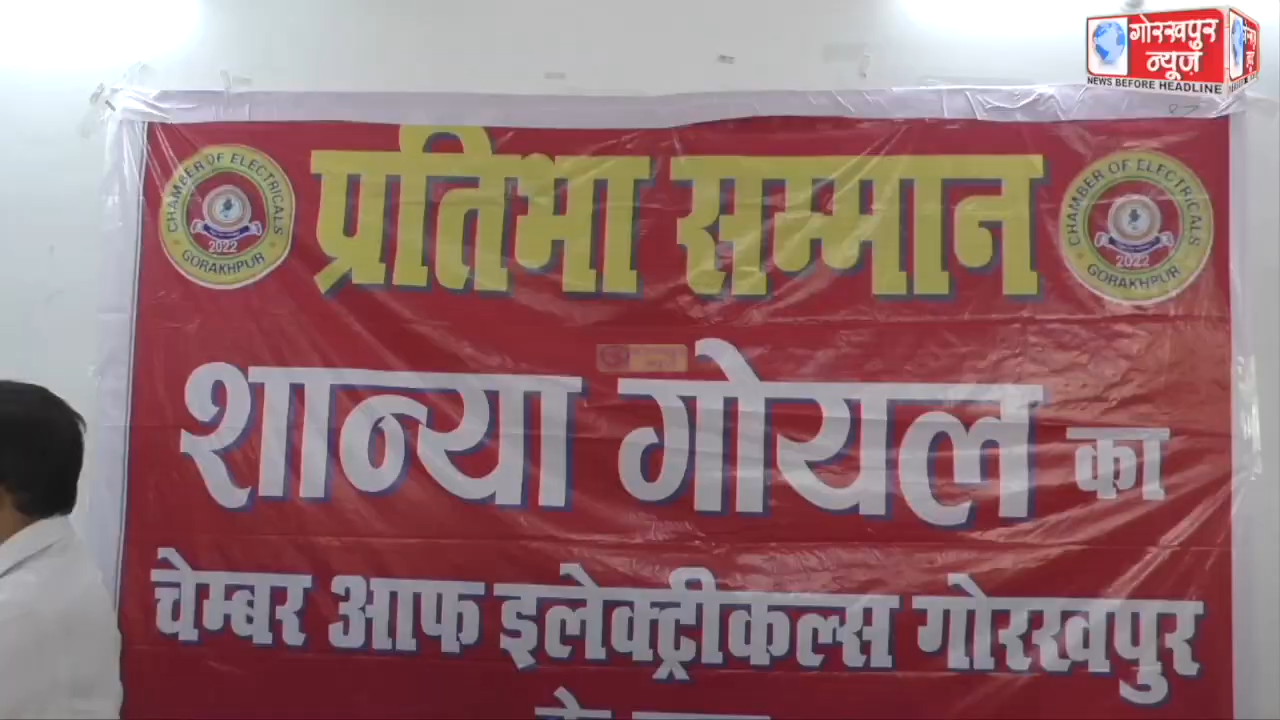 गोरखपुर
न्यूज़
NEWS BEFORE HEADLINE
CHAMBER OF ELECTRICALS
2022
GORAKHPUR
प्रतिभा सम्मान
CHAMBER OF ELECTRICALS
2022
GORAKHPUR
शान्या गोयल का
चेम्बर आफ इलेक्ट्रीकल्स गोरखपुर